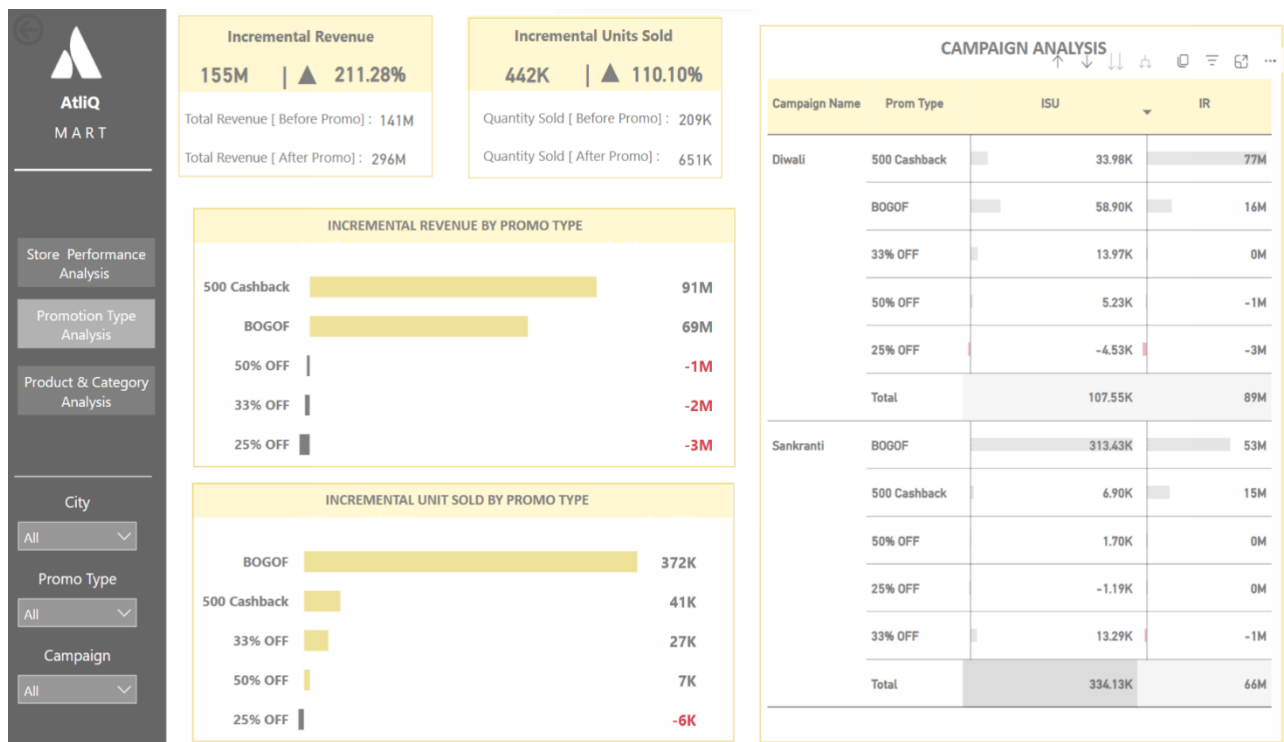 AtliQ
MART
Store Performance
Analysis
Promotion Type
Analysis
Product & Category
Analysis
City
All
Promo Type
All
Campaign
All
Incremental Revenue
155M | ▲ 211.28%
Total Revenue [ Before Promo] : 141M
Total Revenue [ After Promo] : 296M
Incremental Units Sold
442K | ▲ 110.10%
Quantity Sold [ Before Promo] : 209K
Quantity Sold [ After Promo] : 651K
INCREMENTAL REVENUE BY PROMO TYPE
500 Cashback 91M
BOGOF 69M
50% OFF -1M
33% OFF -2M
25% OFF -3M
INCREMENTAL UNIT SOLD BY PROMO TYPE
BOGOF 372K
500 Cashback 41K
33% OFF 27K
50% OFF 7K
25% OFF -6K
CAMPAIGN ANALYSIS
Campaign Name Prom Type ISU IR
Diwali 500 Cashback 33.98K 77M
BOGOF 58.90K 16M
33% OFF 13.97K 0M
50% OFF 5.23K -1M
25% OFF -4.53K -3M
Total 107.55K 89M
Sankranti BOGOF 313.43K 53M
500 Cashback 6.90K 15M
50% OFF 1.70K 0M
25% OFF -1.19K 0M
33% OFF 13.29K -1M
Total 334.13K 66M